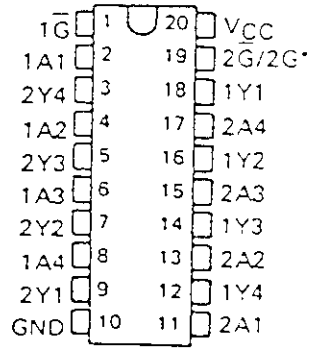 1G̅ 1 20 VCC
1A1 2 19 2G̅/2G*
2Y4 3 18 1Y1
1A2 4 17 2A4
2Y3 5 16 1Y2
1A3 6 15 2A3
2Y2 7 14 1Y3
1A4 8 13 2A2
2Y1 9 12 1Y4
GND 10 11 2A1